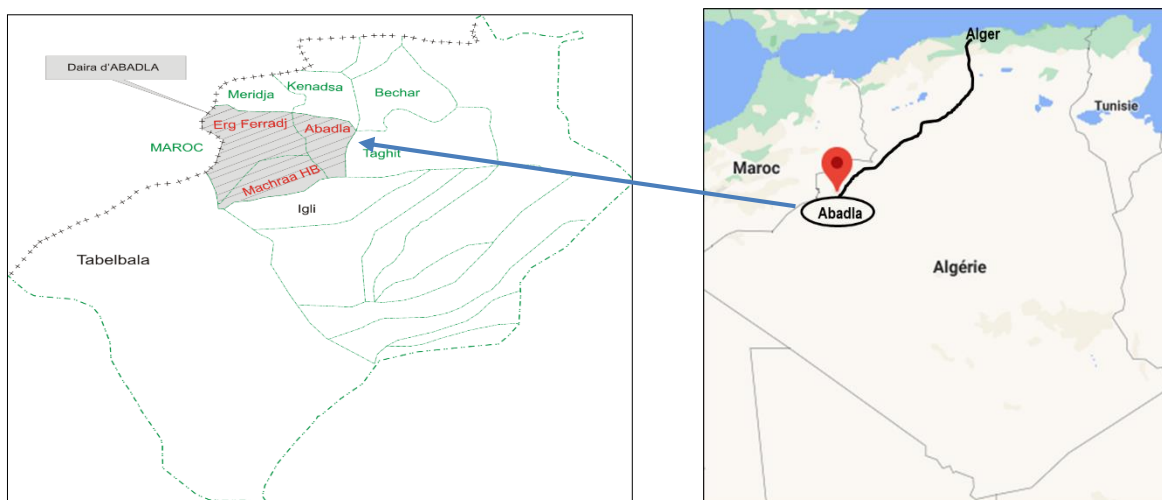 Daira d'ABADLA
Meridja
Kenadsa
Bechar
Erg Ferradj
Abadla
MAROC
Taghit
Machraa HB
Igli
Tabelbala
Alger
Tunisie
Maroc
Abadla
Algérie